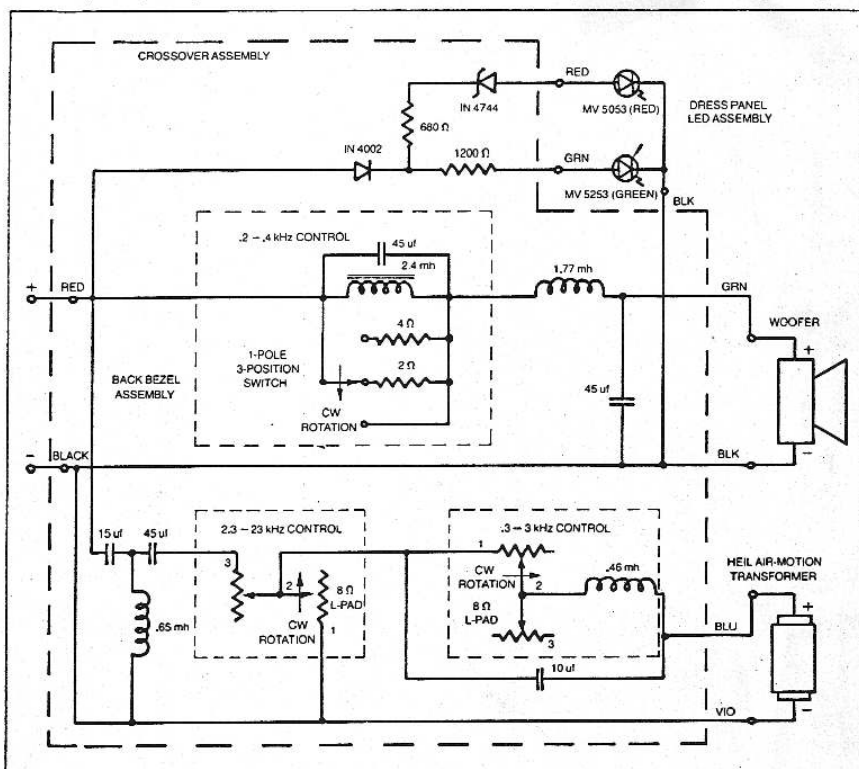 CROSSOVER ASSEMBLY
RED
IN 4744
MV 5053 (RED)
DRESS PANEL
LED ASSEMBLY
680 Ω
IN 4002
1200 Ω
GRN
MV 5253 (GREEN)
BLK
.2 – .4 kHz CONTROL
45 uf
2.4 mh
1.77 mh
GRN
+
RED
4 Ω
WOOFER
+
1-POLE
3-POSITION
SWITCH
2 Ω
BACK BEZEL
ASSEMBLY
CW
ROTATION
45 uf
-
BLACK
BLK
-
15 uf
45 uf
2.3 – 23 kHz CONTROL
.3 – 3 kHz CONTROL
1
3
CW
ROTATION
.46 mh
HEIL AIR-MOTION
TRANSFORMER
2
8 Ω
L-PAD
2
8 Ω
L-PAD
+
CW
ROTATION
1
3
BLU
.65 mh
10 uf
VIO
-